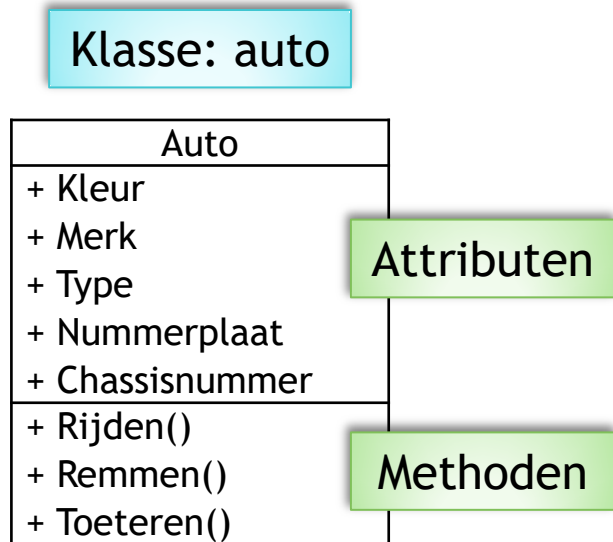 Klasse: auto
Auto
+ Kleur
+ Merk
+ Type
+ Nummerplaat
+ Chassisnummer
Attributen
+ Rijden()
+ Remmen()
+ Toeteren()
Methoden